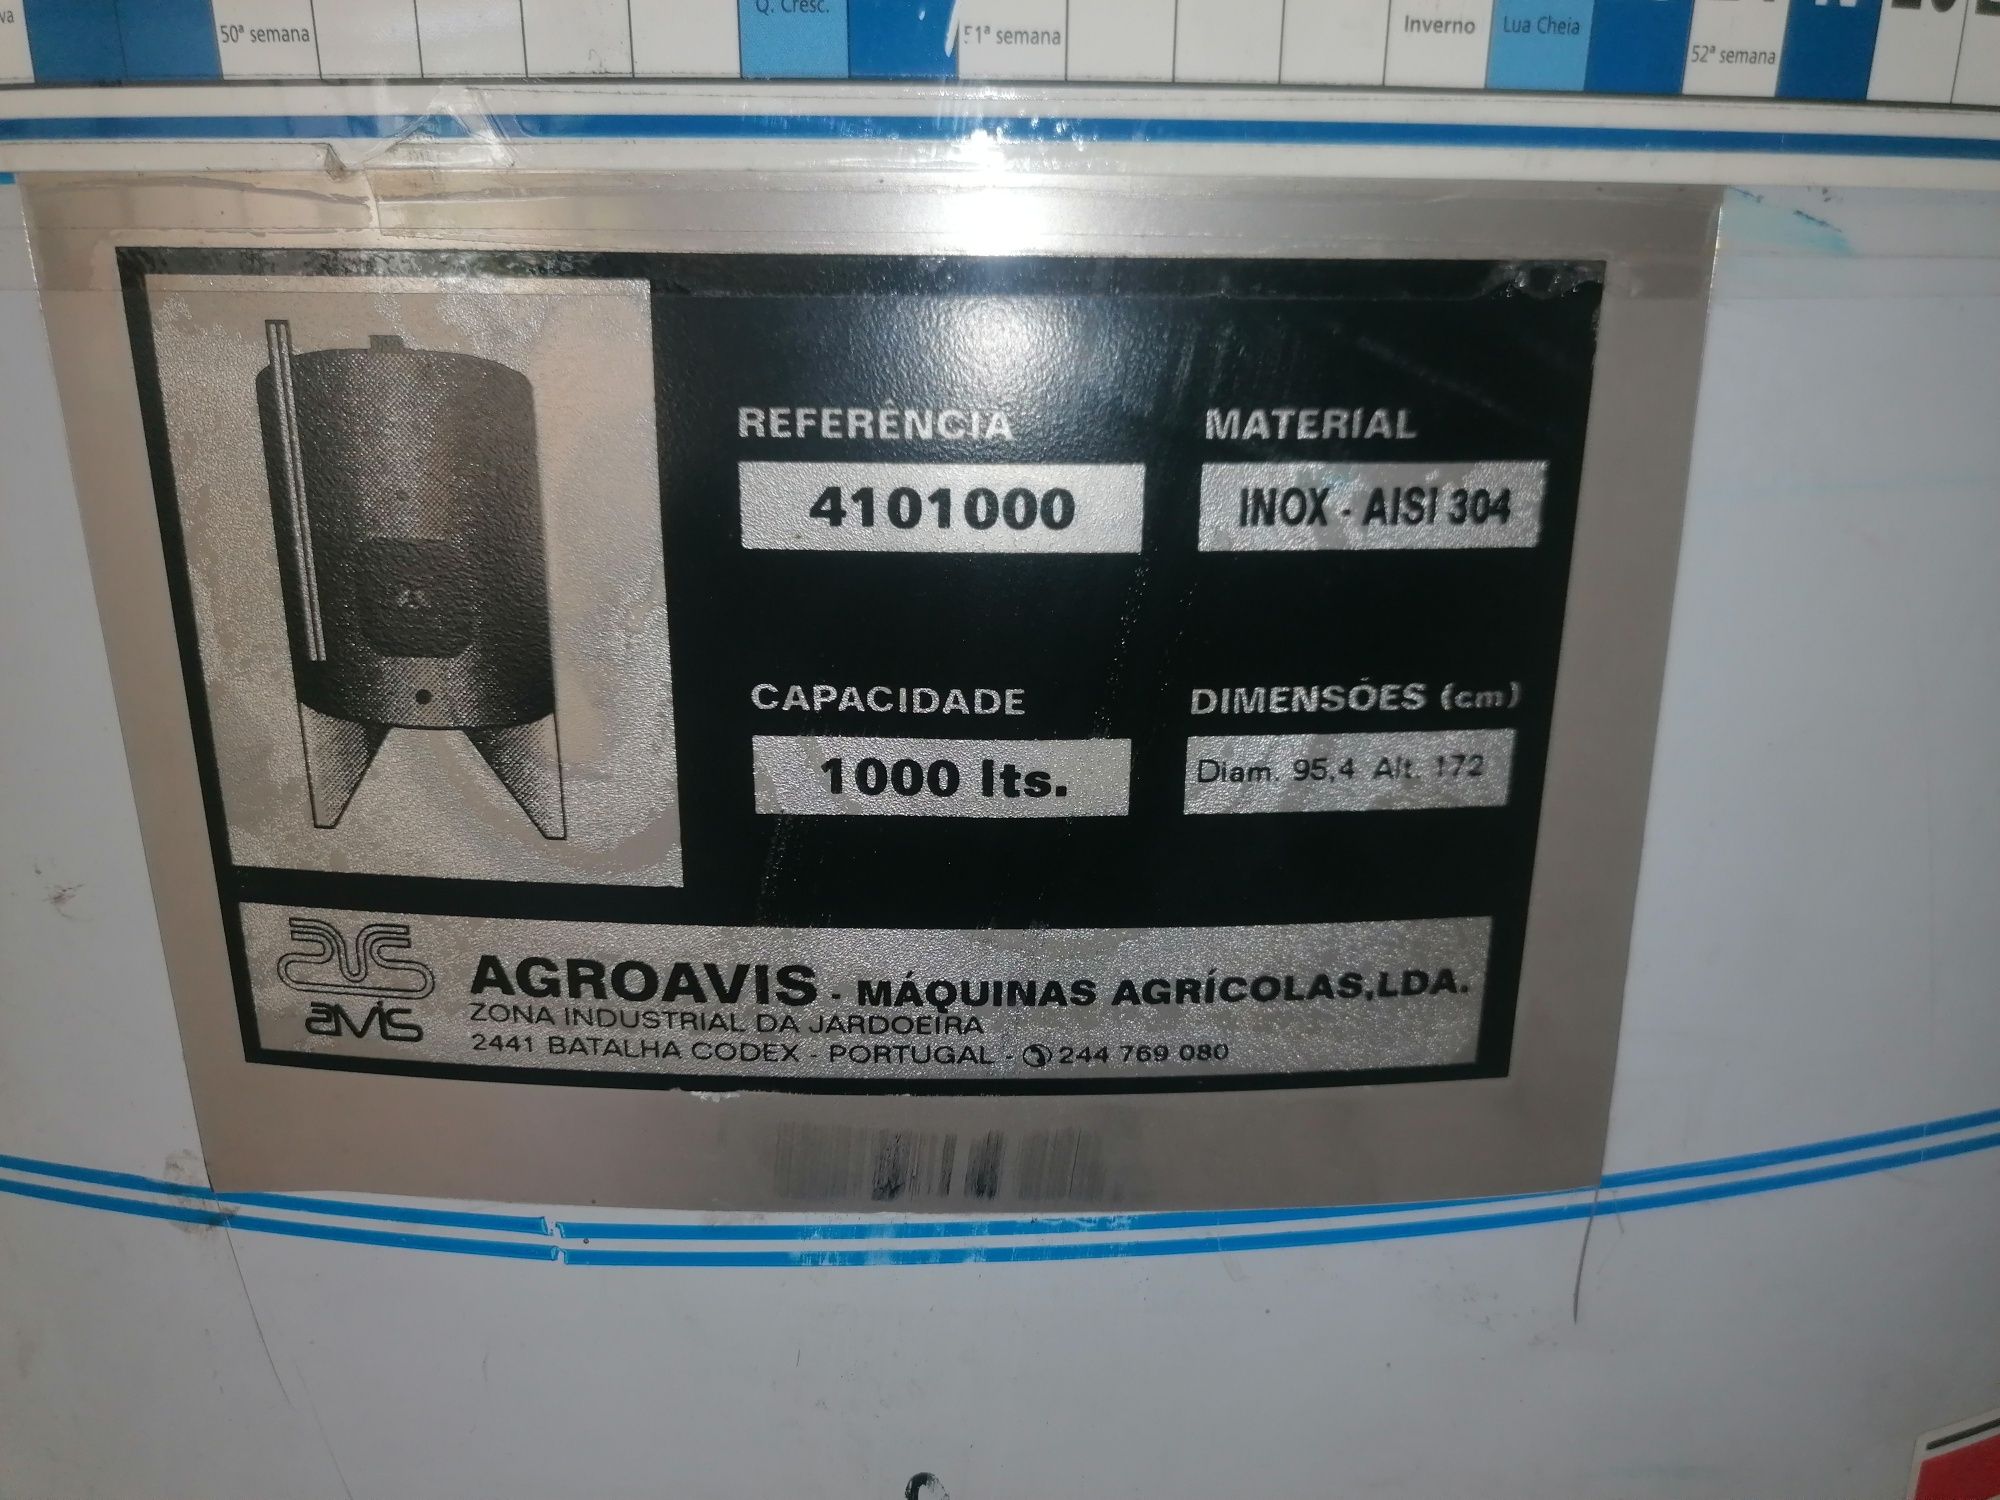 Q. Cresc.
50ª semana
51ª semana
Inverno
Lua Cheia
52ª semana
REFERÊNCIA
MATERIAL
4101000
INOX - AISI 304
CAPACIDADE
DIMENSÕES (cm)
1000 lts.
Diam. 95,4 Alt. 172
avis
AGROAVIS - MÁQUINAS AGRÍCOLAS,LDA.
ZONA INDUSTRIAL DA JARDOEIRA
2441 BATALHA CODEX - PORTUGAL - 244 769 080